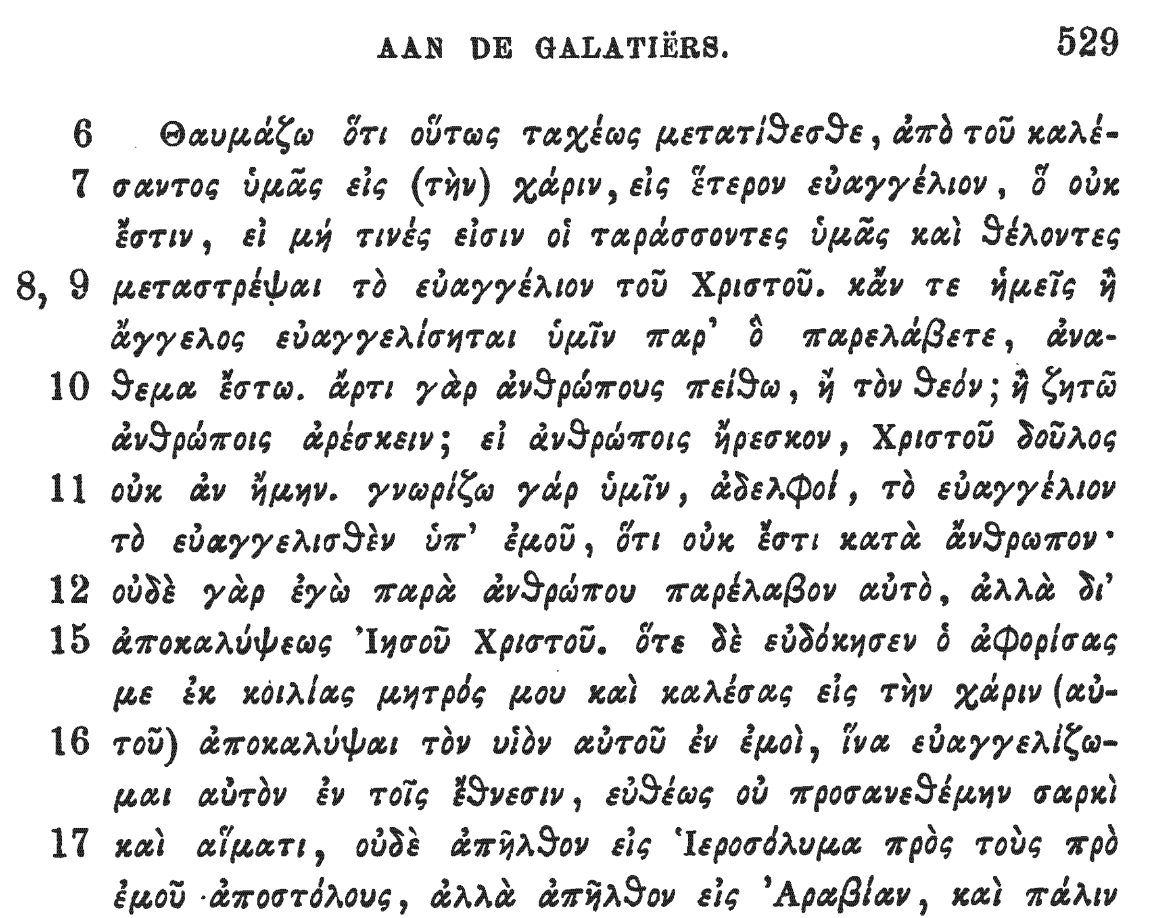 AAN DE GALATIËRS. 529
6 Θαυμάζω ὅτι οὕτως ταχέως μετατίθεσθε, ἀπὸ τοῦ καλέ-
7 σαντος ὑμᾶς εἰς (τὴν) χάριν, εἰς ἕτερον εὐαγγέλιον, ὅ οὐκ
ἔστιν, εἰ μή τινές εἰσιν οἱ ταράσσοντες ὑμᾶς καὶ θέλοντες
8, 9 μεταστρέψαι τὸ εὐαγγέλιον τοῦ Χριστοῦ. κἄν τε ἡμεῖς ἢ
ἄγγελος εὐαγγελίσηται ὑμῖν παρ’ ὃ παρελάβετε, ἀνα-
10 θεμα ἔστω. ἄρτι γὰρ ἀνθρώπους πείθω, ἤ τὸν θεόν; ἢ ζητῶ
ἀνθρώποις ἀρέσκειν; εἰ ἀνθρώποις ἤρεσκον, Χριστοῦ δοῦλος
11 οὐκ ἀν ἤμην. γνωρίζω γάρ ὑμῖν, ἀδελφοί, τὸ εὐαγγέλιον
τὸ εὐαγγελισθὲν ὑπ’ ἐμοῦ, ὅτι οὐκ ἔστι κατὰ ἄνθρωπον·
12 οὐδὲ γὰρ ἐγὼ παρὰ ἀνθρώπου παρέλαβον αὐτὸ, ἀλλὰ δι’
15 ἀποκαλύψεως Ἰησοῦ Χριστοῦ. ὅτε δὲ εὐδόκησεν ὁ ἀφορίσας
με ἐκ κοιλίας μητρός μου καὶ καλέσας εἰς τὴν χάριν (αὐ-
16 τοῦ) ἀποκαλύψαι τὸν υἱὸν αὐτοῦ ἐν ἐμοὶ, ἵνα εὐαγγελίζω-
μαι αὐτὸν ἐν τοῖς ἔθνεσιν, εὐθέως οὐ προσανεθέμην σαρκὶ
17 καὶ αἵματι, οὐδὲ ἀπῆλθον εἰς Ἱεροσόλυμα πρὸς τοὺς πρὸ
ἐμοῦ ἀποστόλους, ἀλλὰ ἀπῆλθον εἰς Ἀραβίαν, καὶ πάλιν